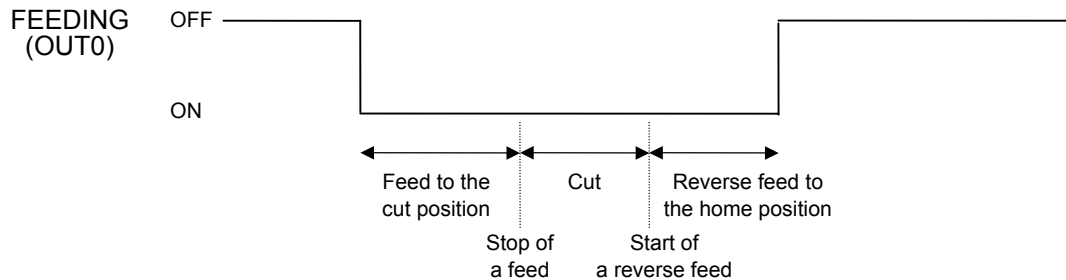 FEEDING
(OUT0)
OFF
ON
Feed to the
cut position
Cut
Reverse feed to
the home position
Stop of
a feed
Start of
a reverse feed